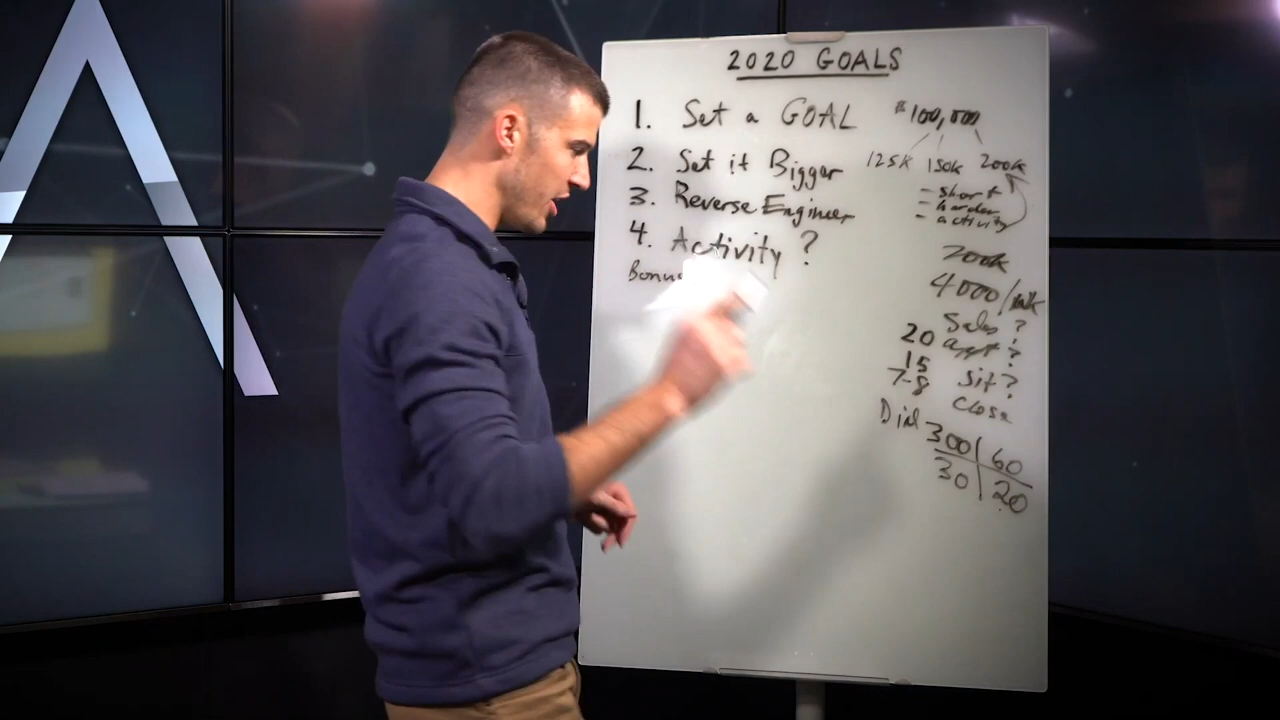 2020 GOALS
1. Set a GOAL
2. Set it Bigger
3. Reverse Engineer
4. Activity ?
Bonus
$100,000
125K 150K 200K
- short
- harder
- activity
200K
4000/wk
Sales ?
20 appt ?
15
7-8 Sit ?
Close
Dial 300 | 60
30 | 20